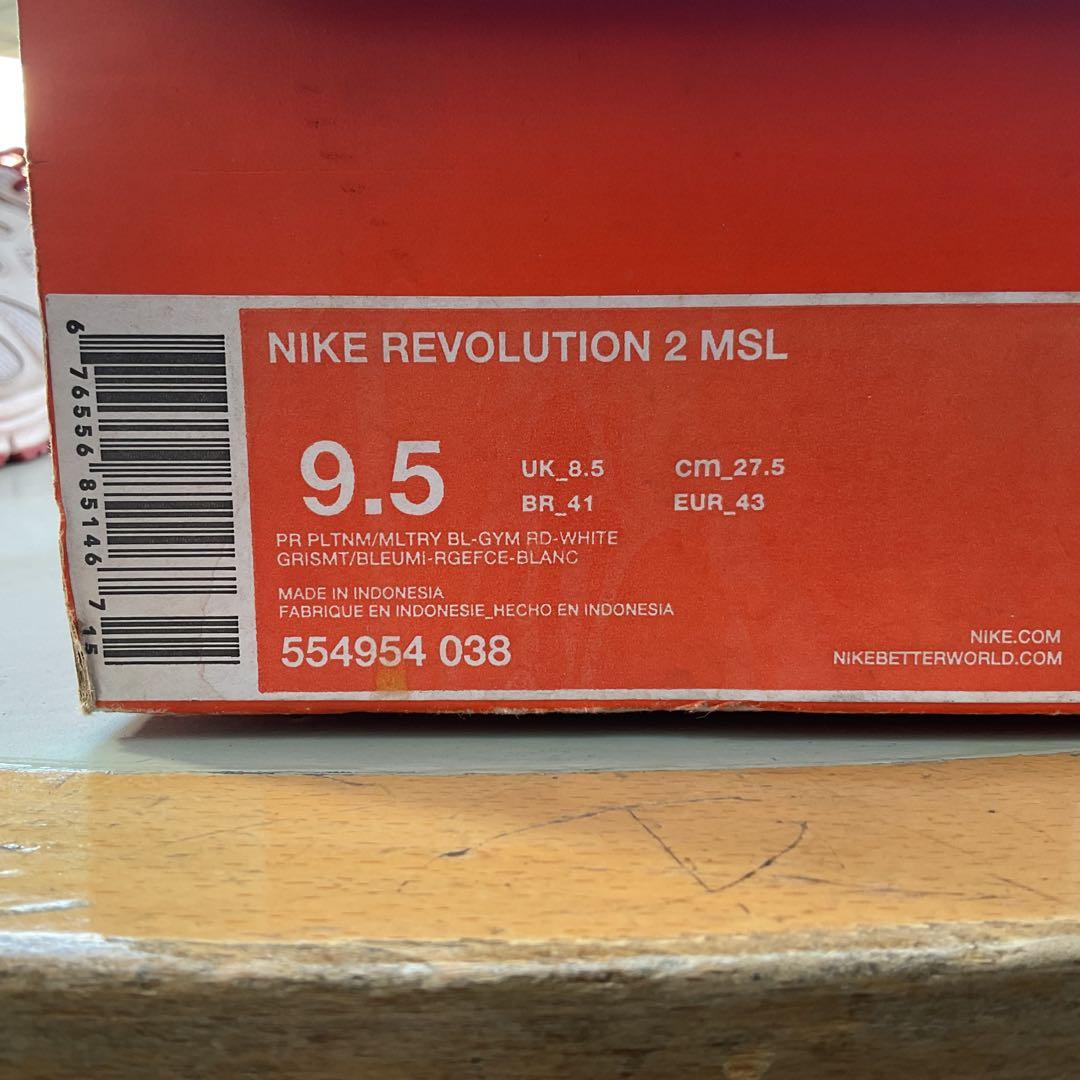 NIKE REVOLUTION 2 MSL
9.5
UK_8.5 cm_27.5
BR_41 EUR_43
PR PLTNM/MLTRY BL-GYM RD-WHITE
GRISMT/BLEUMI-RGEFCE-BLANC
MADE IN INDONESIA
FABRIQUE EN INDONESIE_HECHO EN INDONESIA
554954 038
NIKE.COM
NIKEBETTERWORLD.COM
6 76556 85146 7 15